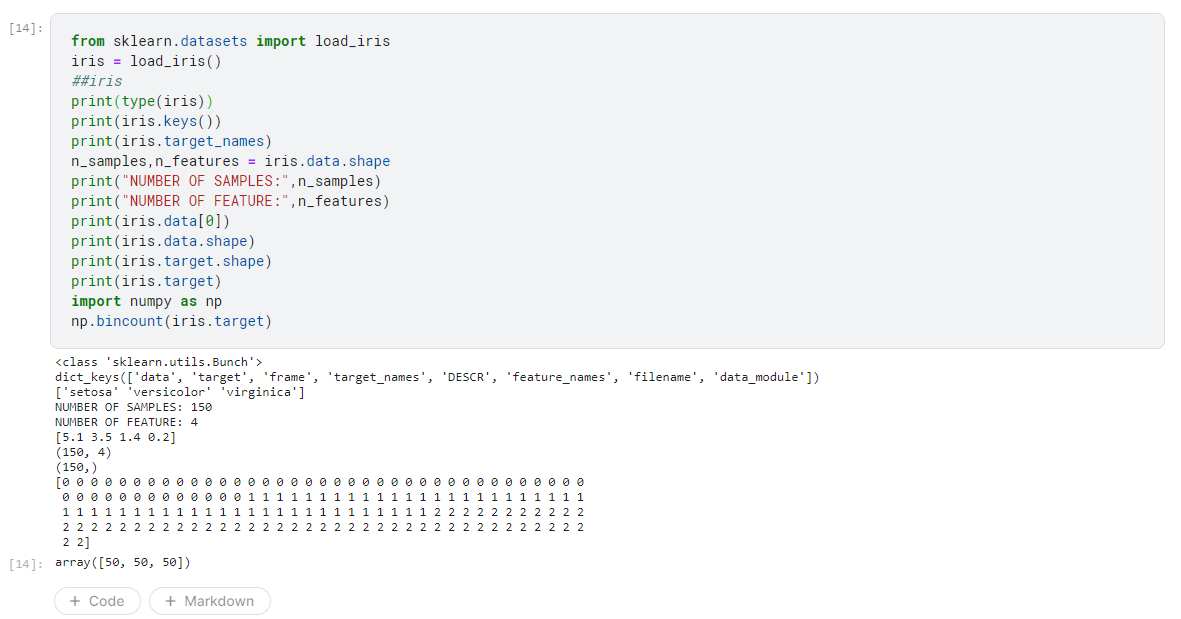 [14]:
from sklearn.datasets import load_iris
iris = load_iris()
##iris
print(type(iris))
print(iris.keys())
print(iris.target_names)
n_samples,n_features = iris.data.shape
print("NUMBER OF SAMPLES:",n_samples)
print("NUMBER OF FEATURE:",n_features)
print(iris.data[0])
print(iris.data.shape)
print(iris.target.shape)
print(iris.target)
import numpy as np
np.bincount(iris.target)
<class 'sklearn.utils.Bunch'>
dict_keys(['data', 'target', 'frame', 'target_names', 'DESCR', 'feature_names', 'filename', 'data_module'])
['setosa' 'versicolor' 'virginica']
NUMBER OF SAMPLES: 150
NUMBER OF FEATURE: 4
[5.1 3.5 1.4 0.2]
(150, 4)
(150,)
[0 0 0 0 0 0 0 0 0 0 0 0 0 0 0 0 0 0 0 0 0 0 0 0 0 0 0 0 0 0 0 0 0 0 0 0 0
0 0 0 0 0 0 0 0 0 0 0 0 0 1 1 1 1 1 1 1 1 1 1 1 1 1 1 1 1 1 1 1 1 1 1 1 1
1 1 1 1 1 1 1 1 1 1 1 1 1 1 1 1 1 1 1 1 1 1 1 1 1 1 2 2 2 2 2 2 2 2 2 2 2
2 2 2 2 2 2 2 2 2 2 2 2 2 2 2 2 2 2 2 2 2 2 2 2 2 2 2 2 2 2 2 2 2 2 2 2 2
2 2]
[14]: array([50, 50, 50])
+ Code + Markdown